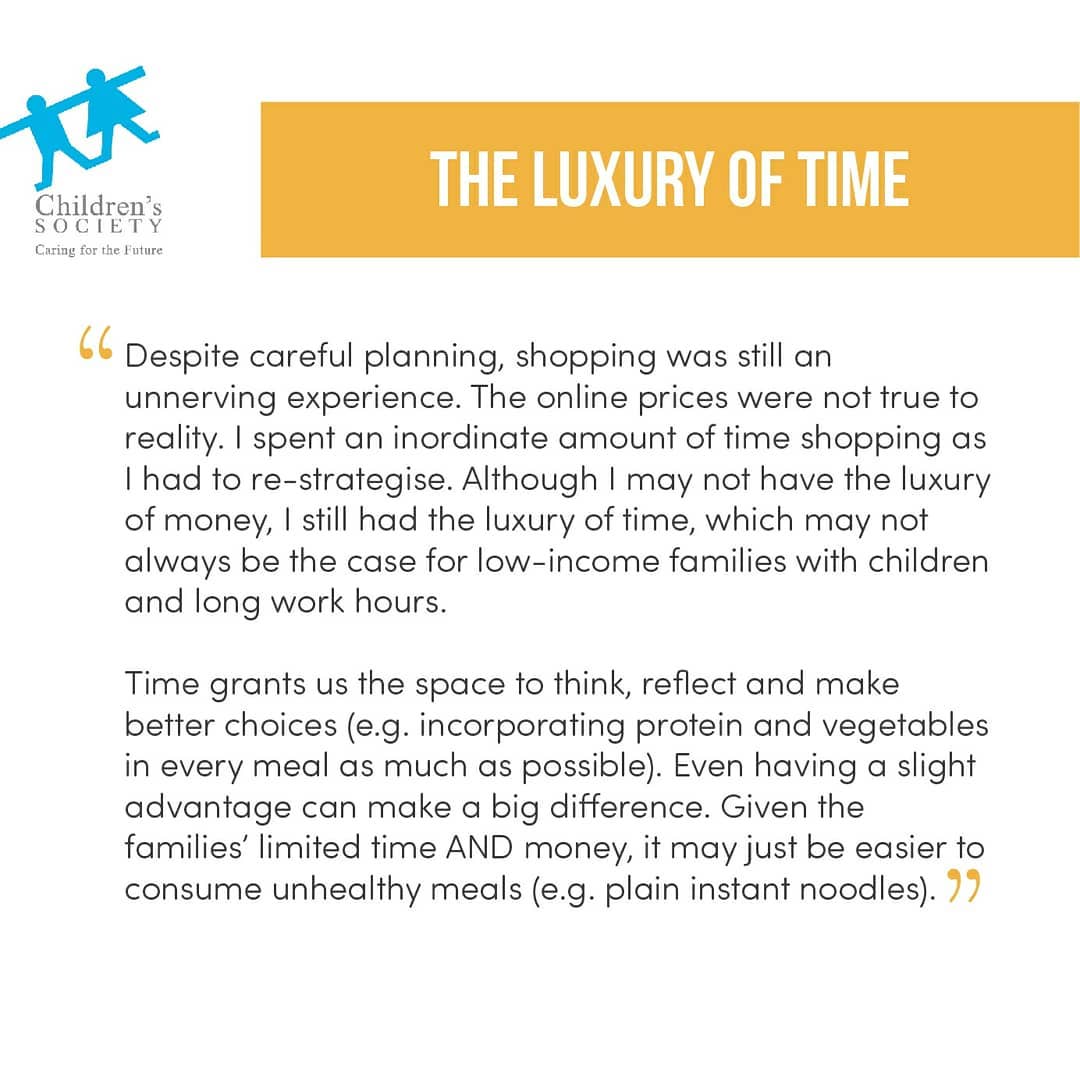 Children's
SOCIETY
Caring for the Future
THE LUXURY OF TIME
“ Despite careful planning, shopping was still an
unnerving experience. The online prices were not true to
reality. I spent an inordinate amount of time shopping as
I had to re-strategise. Although I may not have the luxury
of money, I still had the luxury of time, which may not
always be the case for low-income families with children
and long work hours.
Time grants us the space to think, reflect and make
better choices (e.g. incorporating protein and vegetables
in every meal as much as possible). Even having a slight
advantage can make a big difference. Given the
families’ limited time AND money, it may just be easier to
consume unhealthy meals (e.g. plain instant noodles). ”